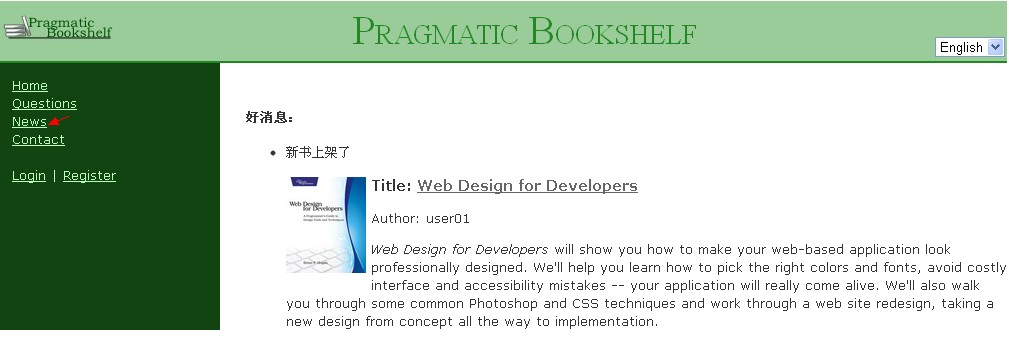 Pragmatic
Bookshelf
PRAGMATIC BOOKSHELF
English
Home
Questions
News
Contact
Login | Register
好消息：
新书上架了
Web Design
for Developers
A Programmer's Guide to
Design Tools and Techniques
Title: Web Design for Developers
Author: user01
Web Design for Developers will show you how to make your web-based application look
professionally designed. We'll help you learn how to pick the right colors and fonts, avoid costly
interface and accessibility mistakes -- your application will really come alive. We'll also walk
you through some common Photoshop and CSS techniques and work through a web site redesign, taking a
new design from concept all the way to implementation.